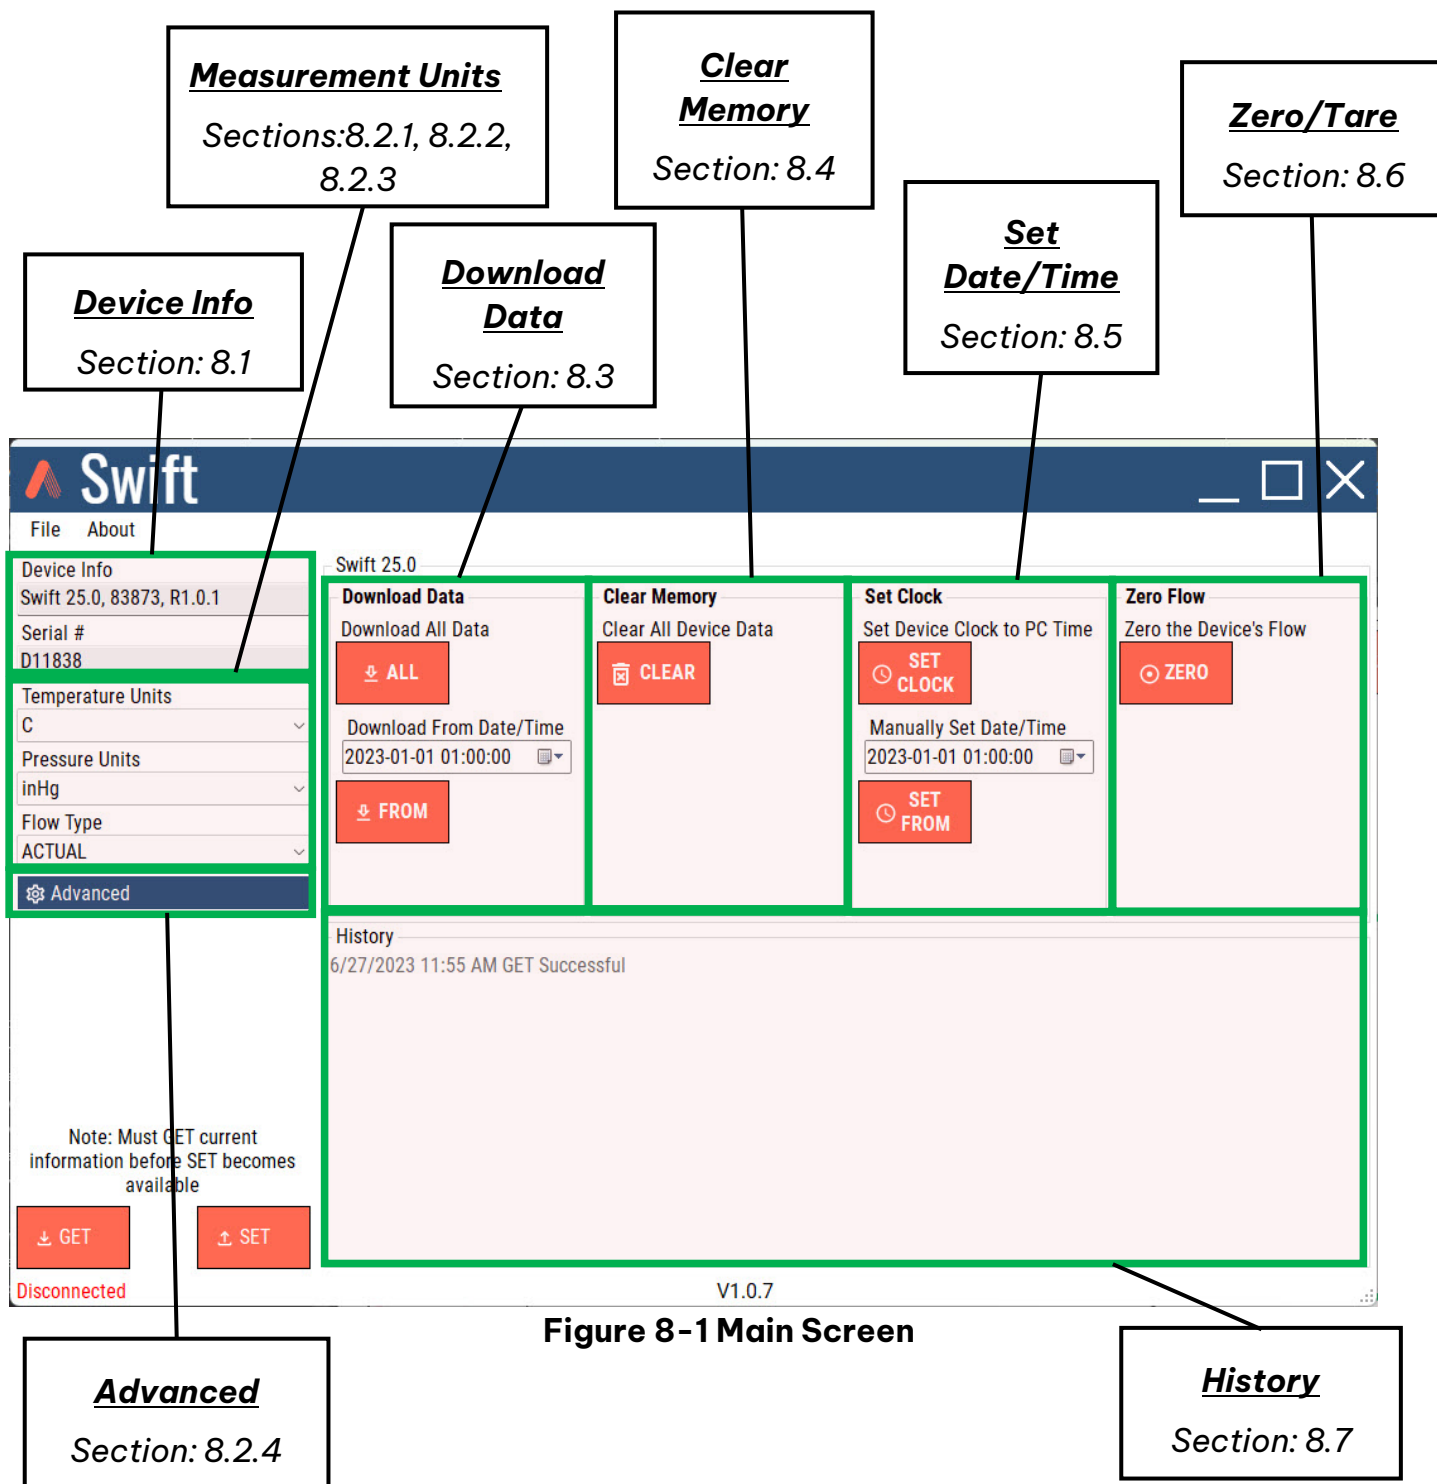 Measurement Units
Sections:8.2.1, 8.2.2,
8.2.3
Clear
Memory
Section: 8.4
Zero/Tare
Section: 8.6
Device Info
Section: 8.1
Download
Data
Section: 8.3
Set
Date/Time
Section: 8.5
Swift
File About
Device Info
Swift 25.0, 83873, R1.0.1
Serial #
D11838
Temperature Units
C
Pressure Units
inHg
Flow Type
ACTUAL
Advanced
Note: Must GET current
information before SET becomes
available
GET SET
Disconnected
Swift 25.0
Download Data
Download All Data
ALL
Download From Date/Time
2023-01-01 01:00:00
FROM
Clear Memory
Clear All Device Data
CLEAR
Set Clock
Set Device Clock to PC Time
SET
CLOCK
Manually Set Date/Time
2023-01-01 01:00:00
SET
FROM
Zero Flow
Zero the Device's Flow
ZERO
History
6/27/2023 11:55 AM GET Successful
V1.0.7
Figure 8-1 Main Screen
Advanced
Section: 8.2.4
History
Section: 8.7